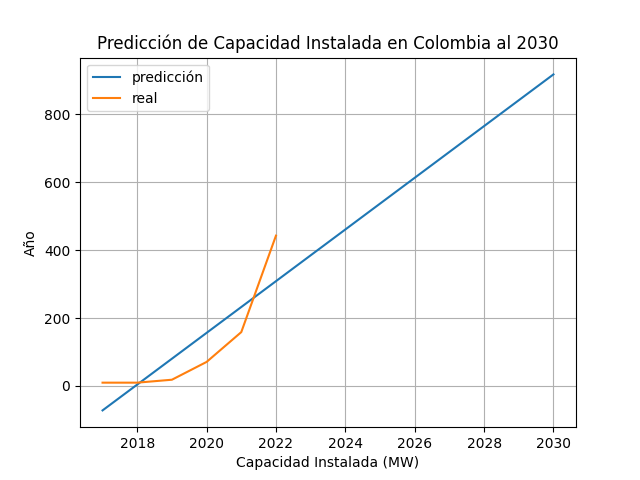 Predicción de Capacidad Instalada en Colombia al 2030
predicción
real
800
600
400
200
0
Año
2018 2020 2022 2024 2026 2028 2030
Capacidad Instalada (MW)